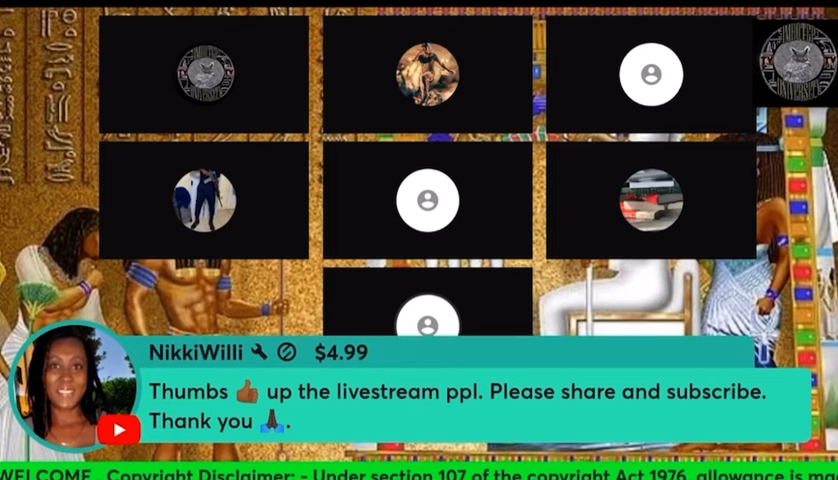 NikkiWilli $4.99
Thumbs 👍🏾 up the livestream ppl. Please share and subscribe.
Thank you 🙏🏾.
WELCOME . Copyright Disclaimer: - Under section 107 of the copyright Act 1976, allowance is